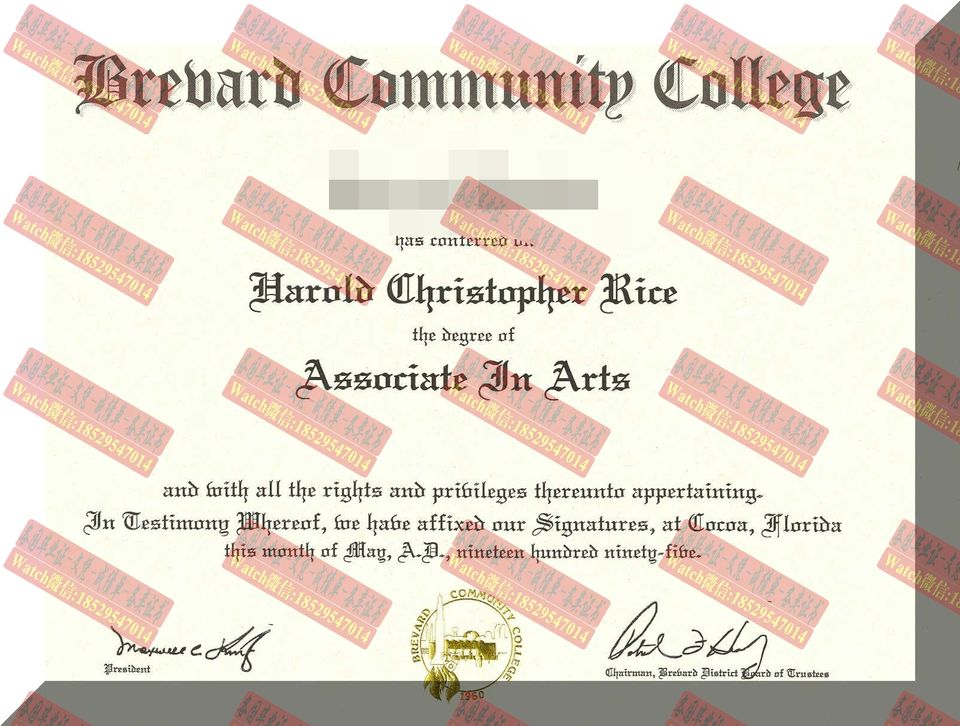 Brevard Community College
has conferred on
Harold Christopher Rice
the degree of
Associate In Arts
and with all the rights and privileges thereunto appertaining.
In Testimony Whereof, we have affixed our Signatures, at Cocoa, Florida
this month of May, A.D., nineteen hundred ninety-five.
BREVARD COMMUNITY COLLEGE
1960
President
Chairman, Brevard District Board of Trustees
Watch微信:18529547014